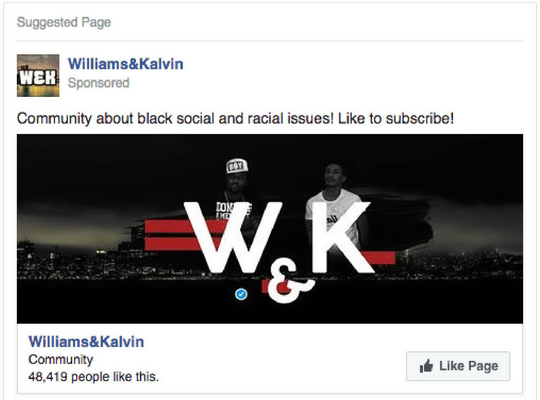 Suggested Page
W&K
Williams&Kalvin
Sponsored
Community about black social and racial issues! Like to subscribe!
BOY
W&K
Williams&Kalvin
Community
48,419 people like this.
Like Page